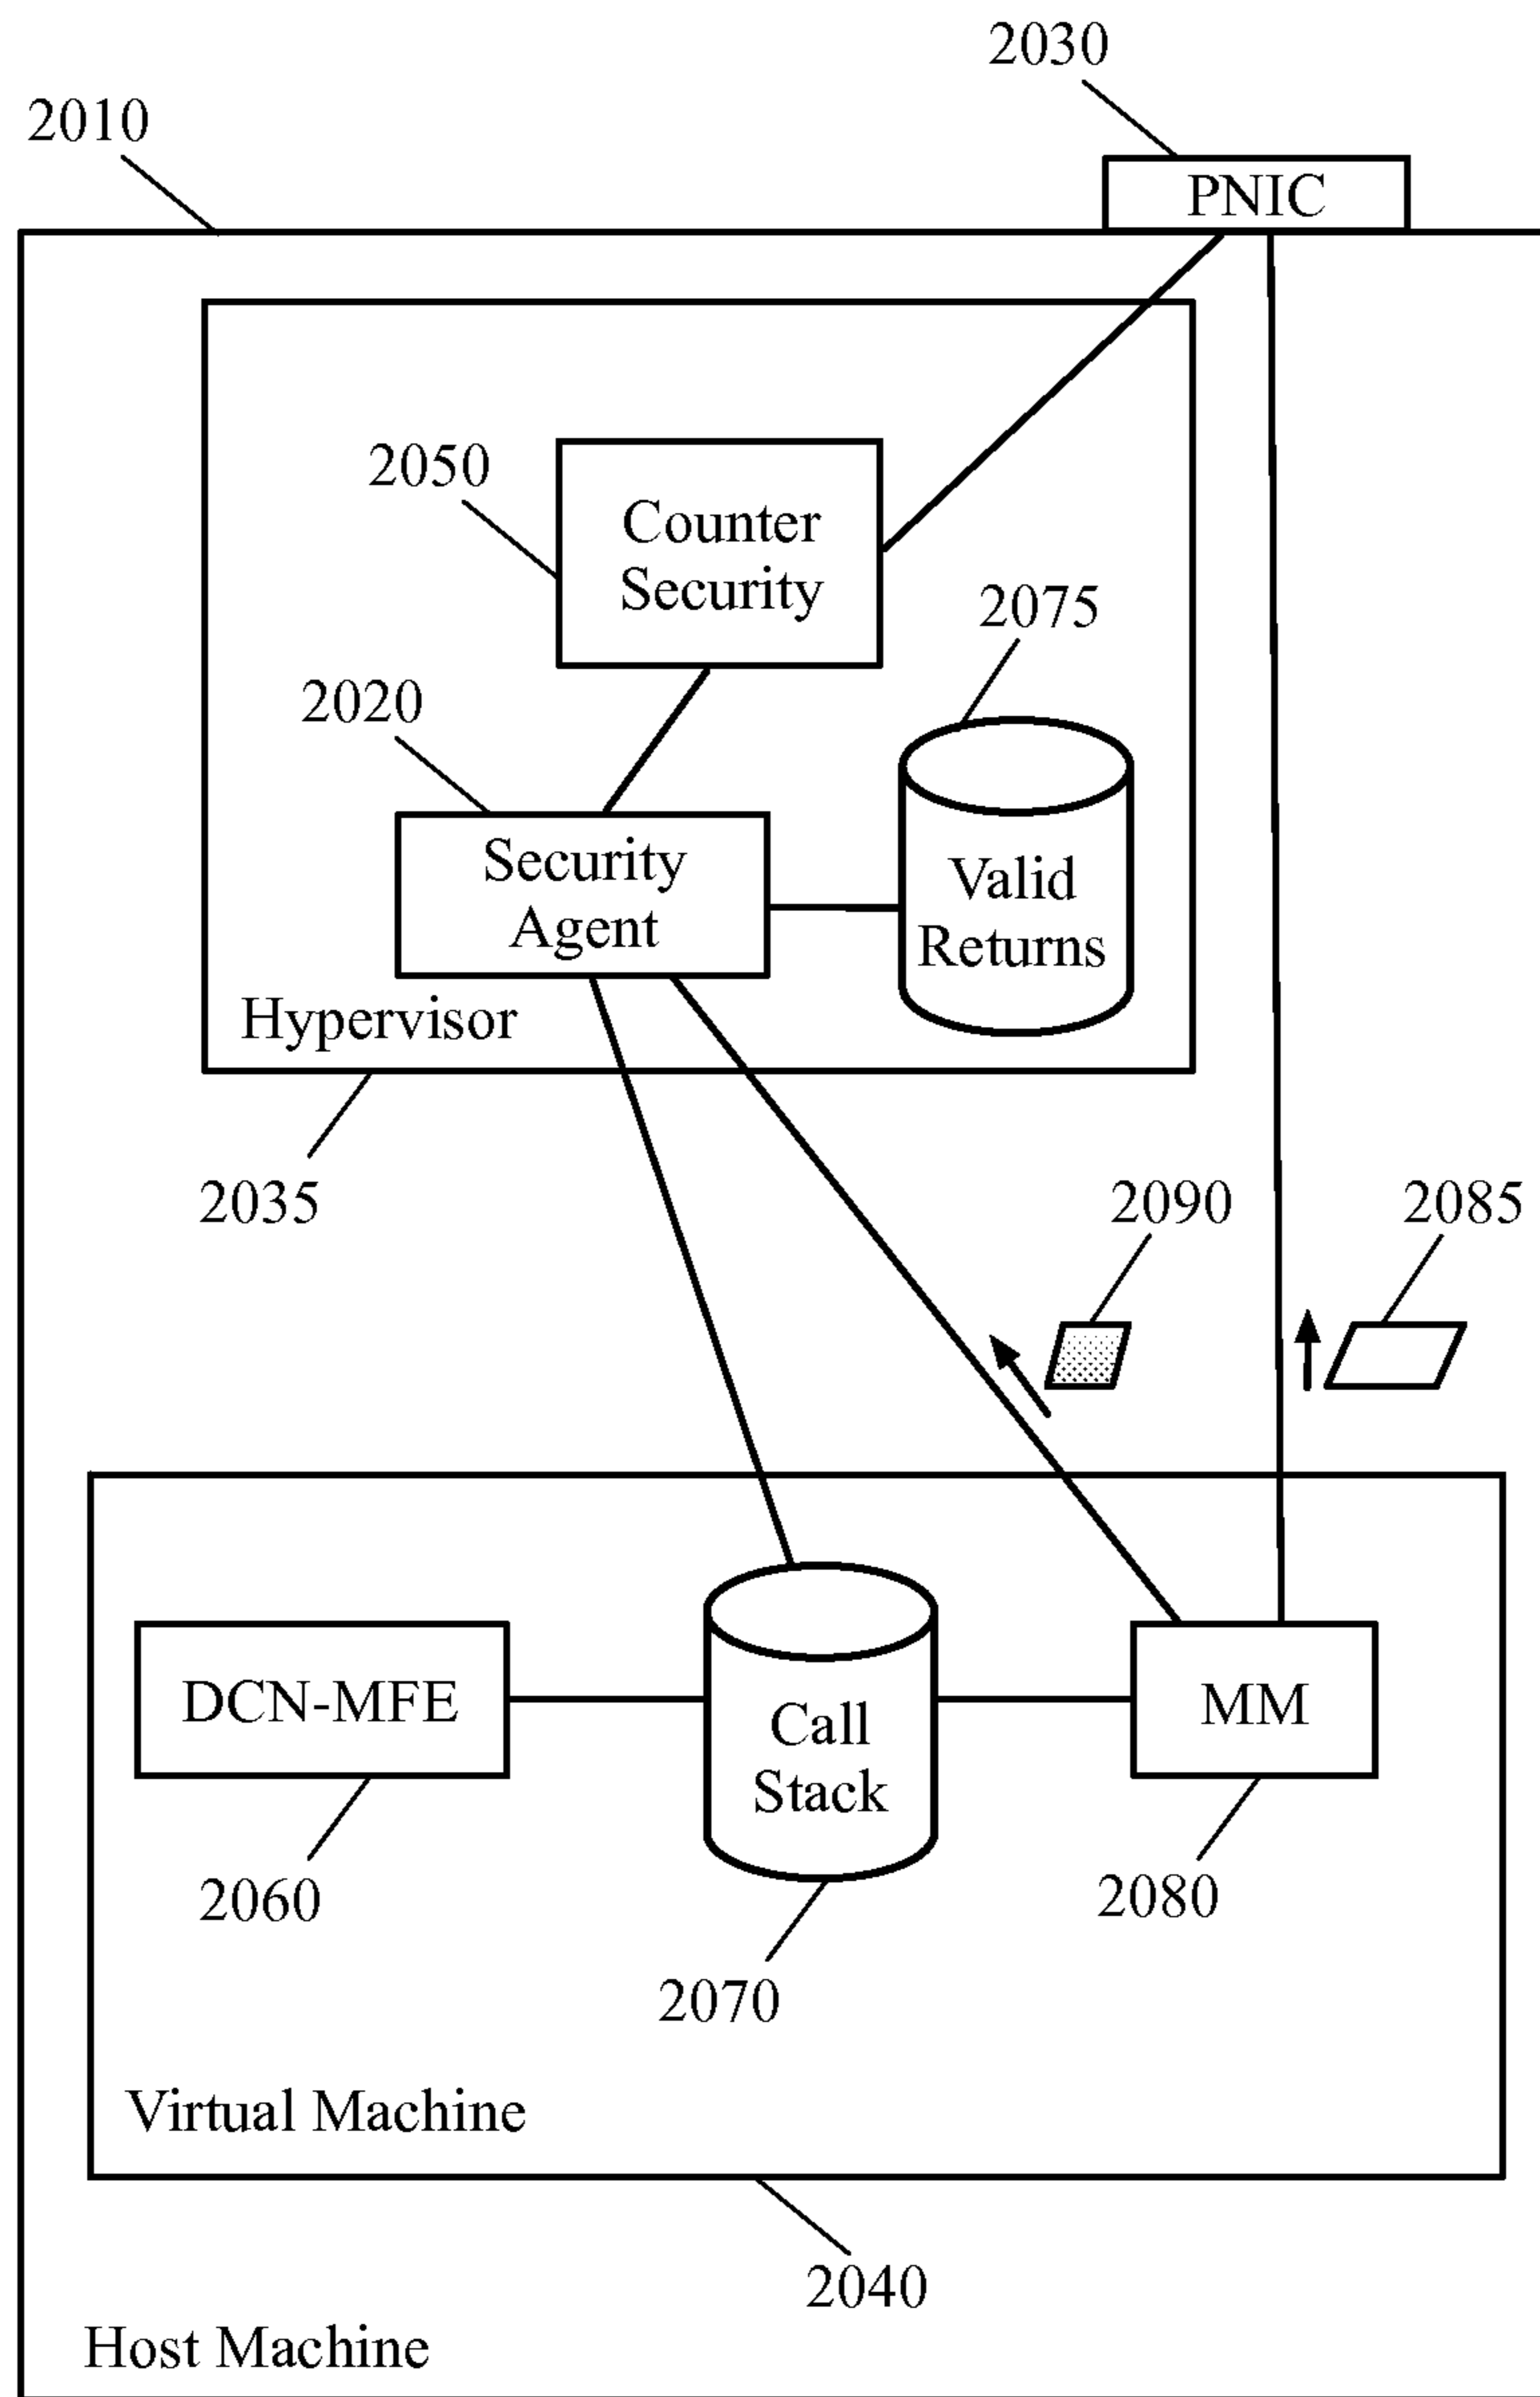 2030
2010
PNIC
2050
Counter
Security
2075
2020
Security
Agent
Valid
Returns
Hypervisor
2035
2090
2085
DCN-MFE
Call
Stack
MM
2060
2080
2070
Virtual Machine
2040
Host Machine